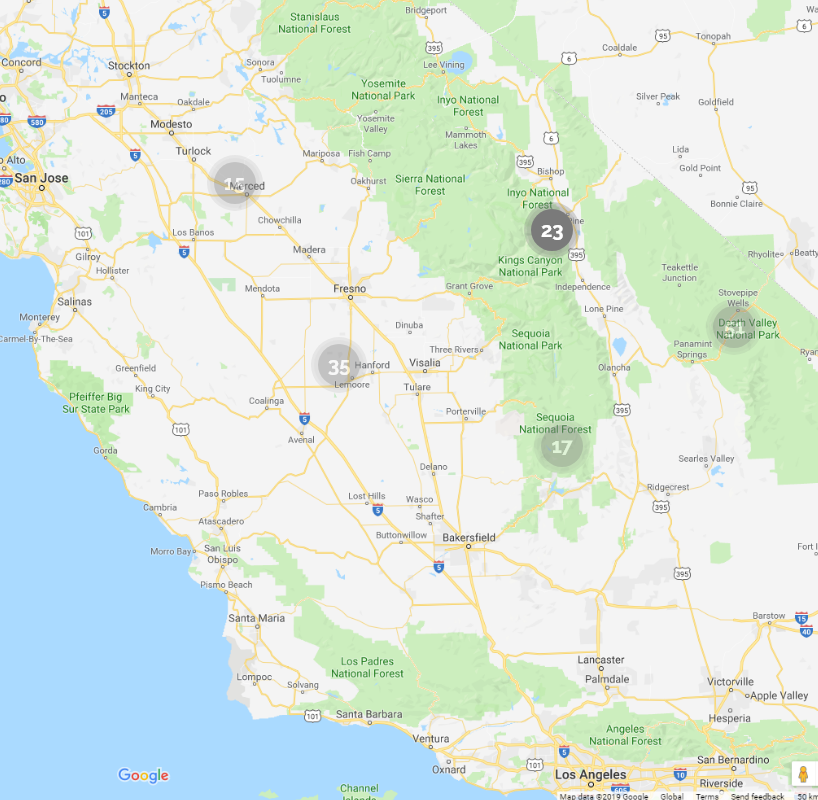 Bridgeport
5
Stanislaus
National Forest
6
95
Tonopah
Coaldale
395
Concord
Stockton
Sonora
Lee Vining
6
Tuolumne
Manteca
Oakdale
Yosemite
National Park
Inyo National
Forest
Silver Peak
Goldfield
205
80
580
Modesto
Yosemite
Valley
Mammoth
Lakes
6
5
Turlock
Mariposa
Fish Camp
395
Lida
o Alto
280
San Jose
Merced
Oakhurst
Sierra National
Forest
Bishop
Gold Point
95
Inyo National
Forest
Bonnie Claire
Chowchilla
23
101
Los Banos
5
Gilroy
Madera
395
Rhyolite
Beatty
Hollister
Kings Canyon
National Park
Teakettle
Junction
Mendota
Fresno
Grant Grove
Independence
Stovepipe
Wells
Salinas
Lone Pine
Monterey
Dinuba
Death Valley
National Park
Carmel-By-The-Sea
Sequoia
National Park
Three Rivers
Panamint
Springs
35
Hanford
Visalia
Greenfield
Lemoore
Olancha
King City
Tulare
Pfeiffer Big
Sur State Park
Coalinga
5
Porterville
395
101
Avenal
Sequoia
National Forest
17
Gorda
Delano
Searles Valley
Paso Robles
Lost Hills
Wasco
Ridgecrest
Cambria
5
Shafter
395
Atascadero
Buttonwillow
Bakersfield
Morro Bay
San Luis
Obispo
Fort I
5
395
Pismo Beach
Santa Maria
Barstow
15
40
Los Padres
National Forest
Lancaster
Lompoc
Solvang
Palmdale
Victorville
Apple Valley
101
Santa Barbara
Hesperia
Angeles
National Forest
Ventura
5
San Bernardino
Google
Oxnard
101
Los Angeles
10
Riverside
Channel
Map data ©2019 Google
Global
Terms
Send feedback
50 km